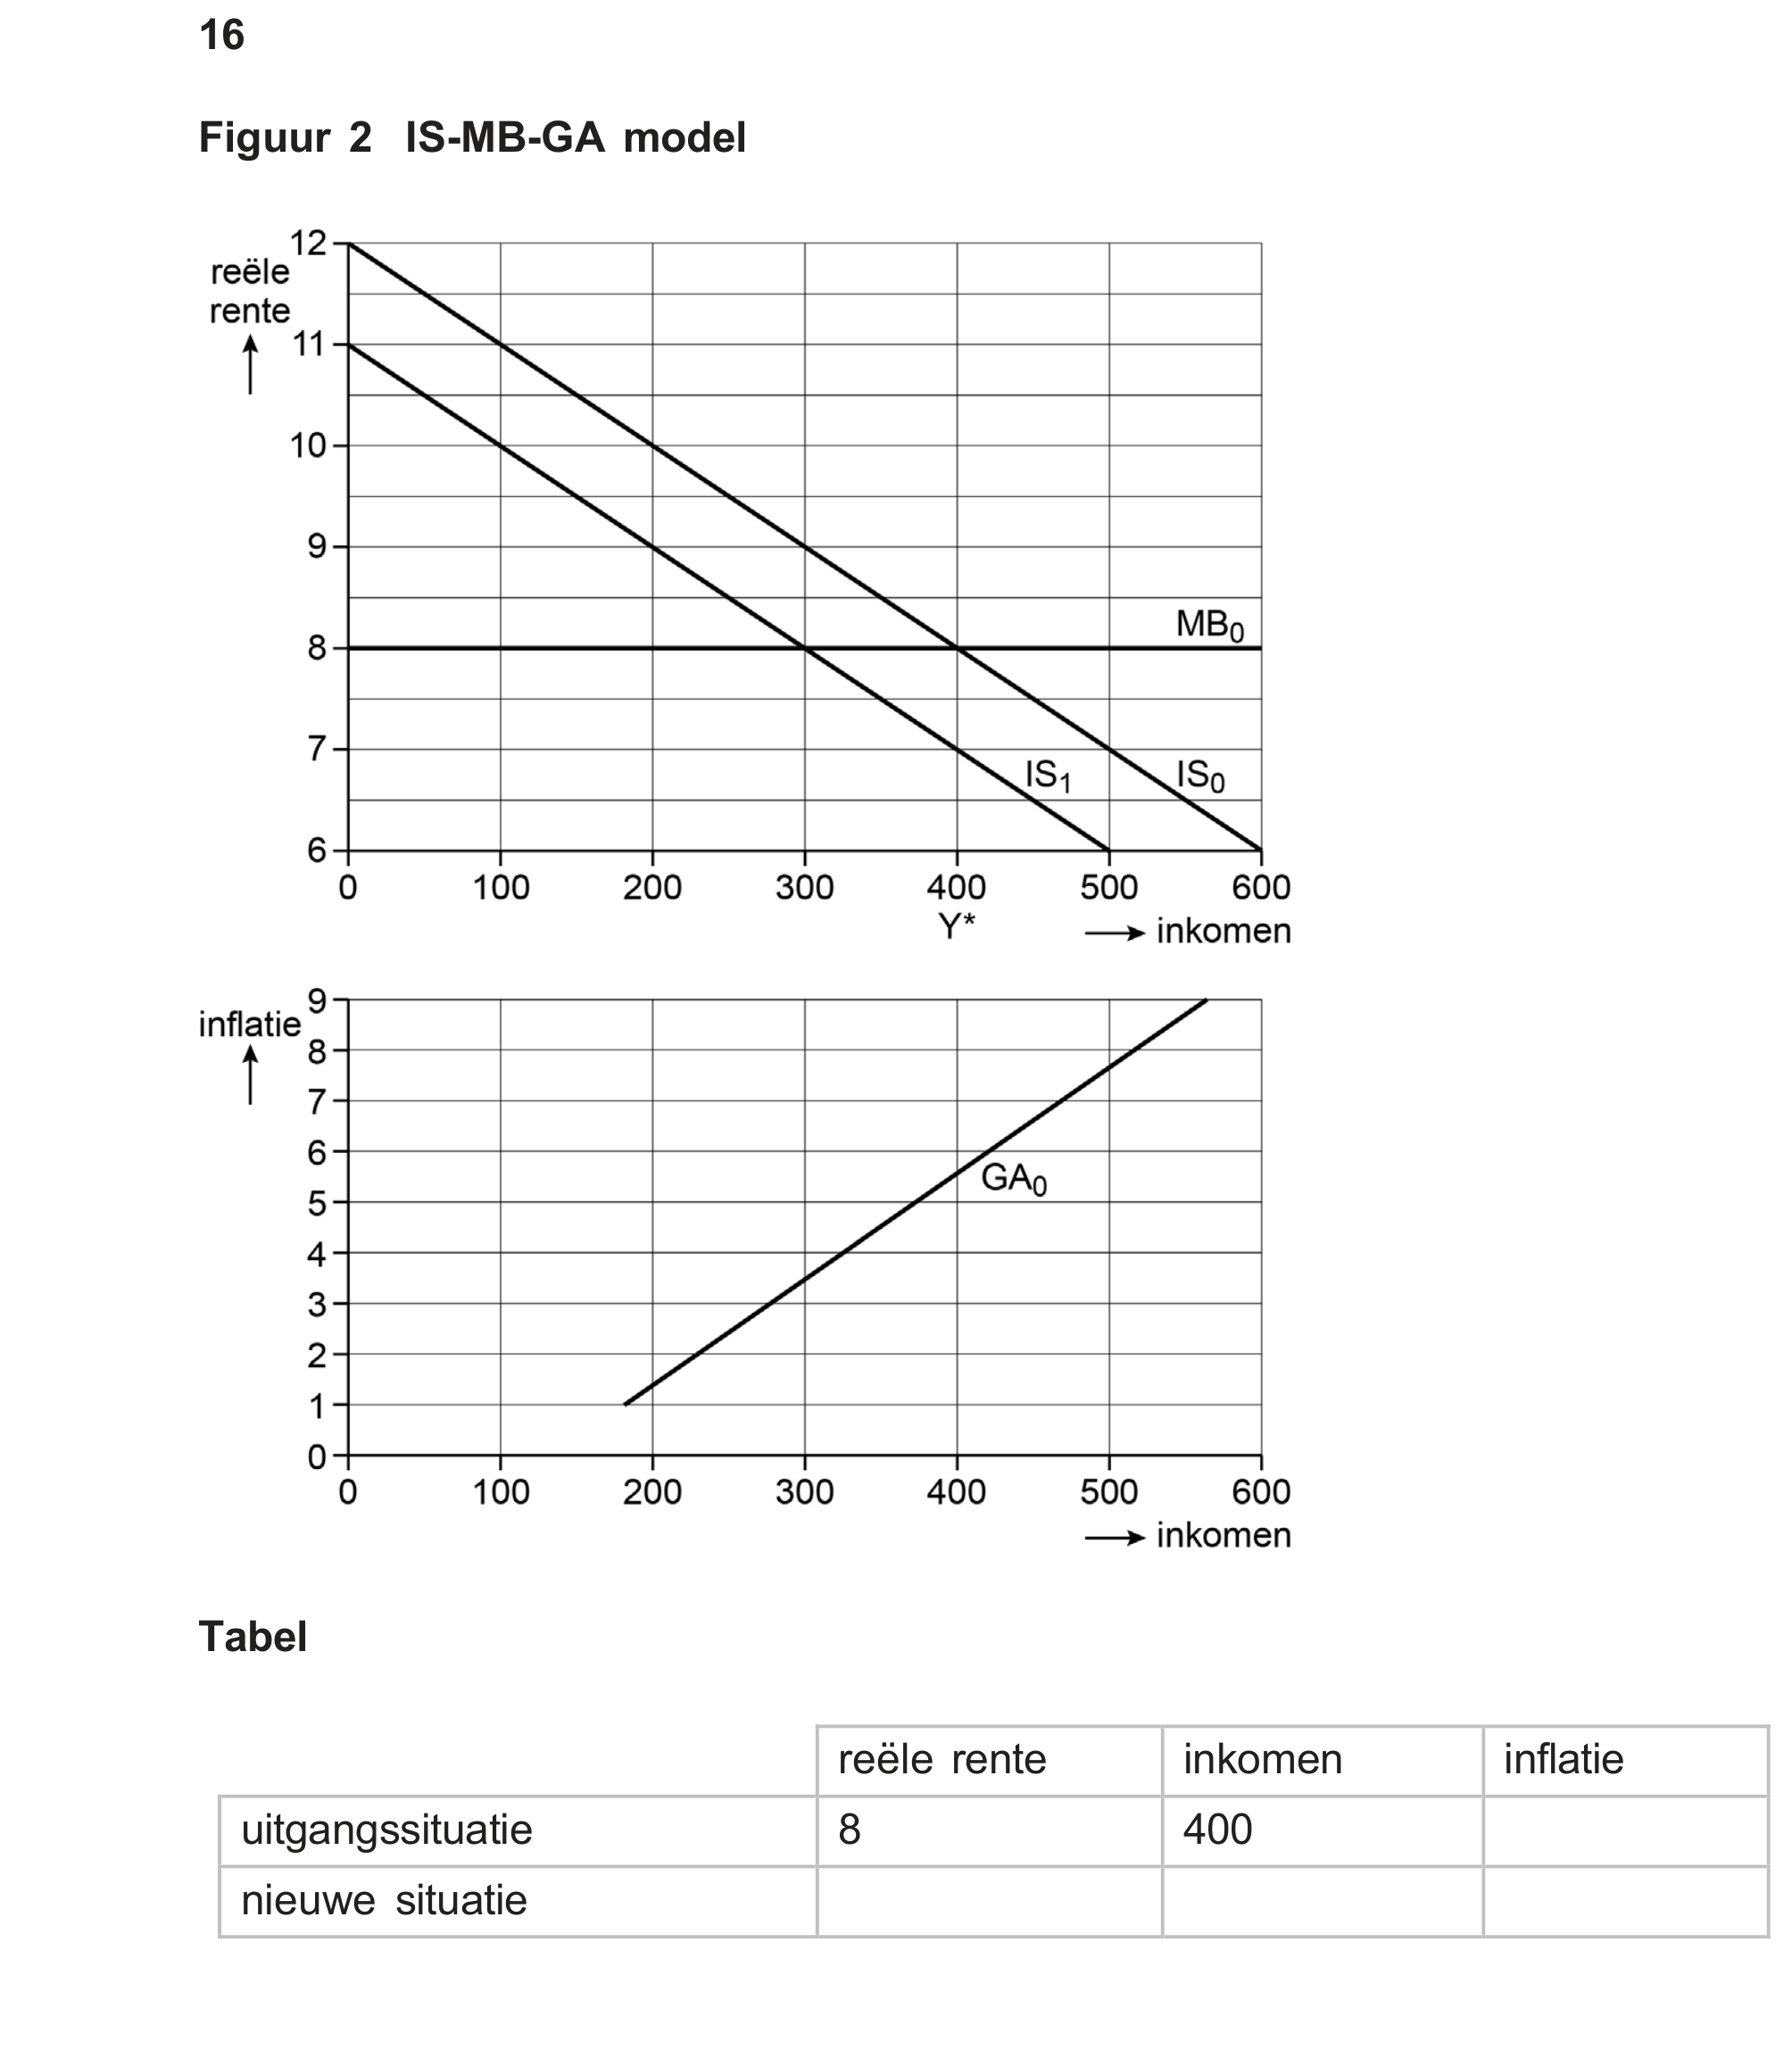 16
Figuur 2 IS-MB-GA model
reële
rente
12
11
10
9
8
7
6
MB0
IS1
IS0
0 100 200 300 400 500 600
Y*
inkomen
inflatie
9
8
7
6
5
4
3
2
1
0
GA0
0 100 200 300 400 500 600
inkomen
Tabel
reële rente inkomen inflatie
uitgangssituatie 8 400
nieuwe situatie